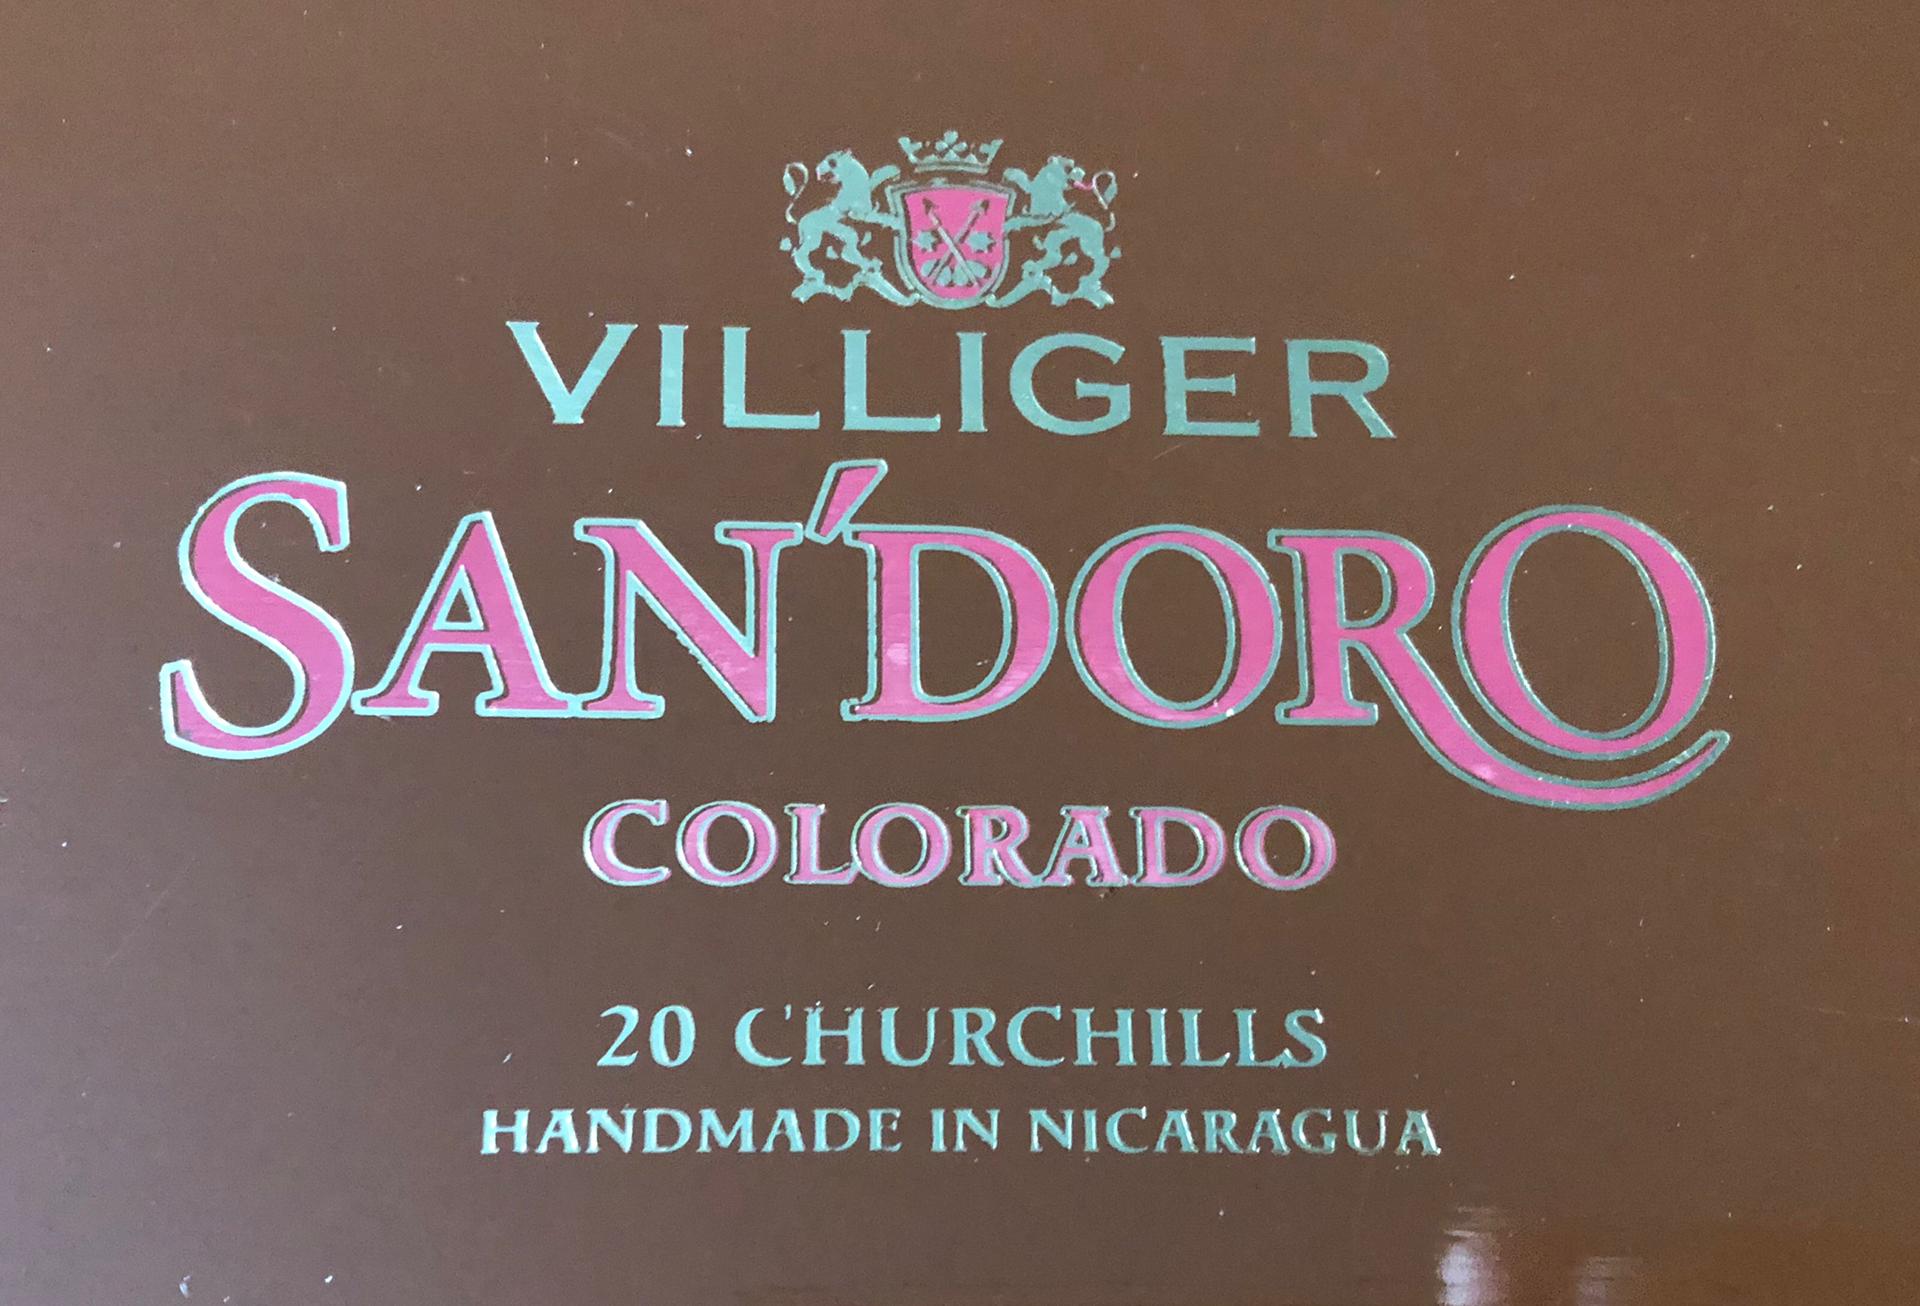 VILLIGER
SAN'DORO
COLORADO
20 CHURCHILLS
HANDMADE IN NICARAGUA